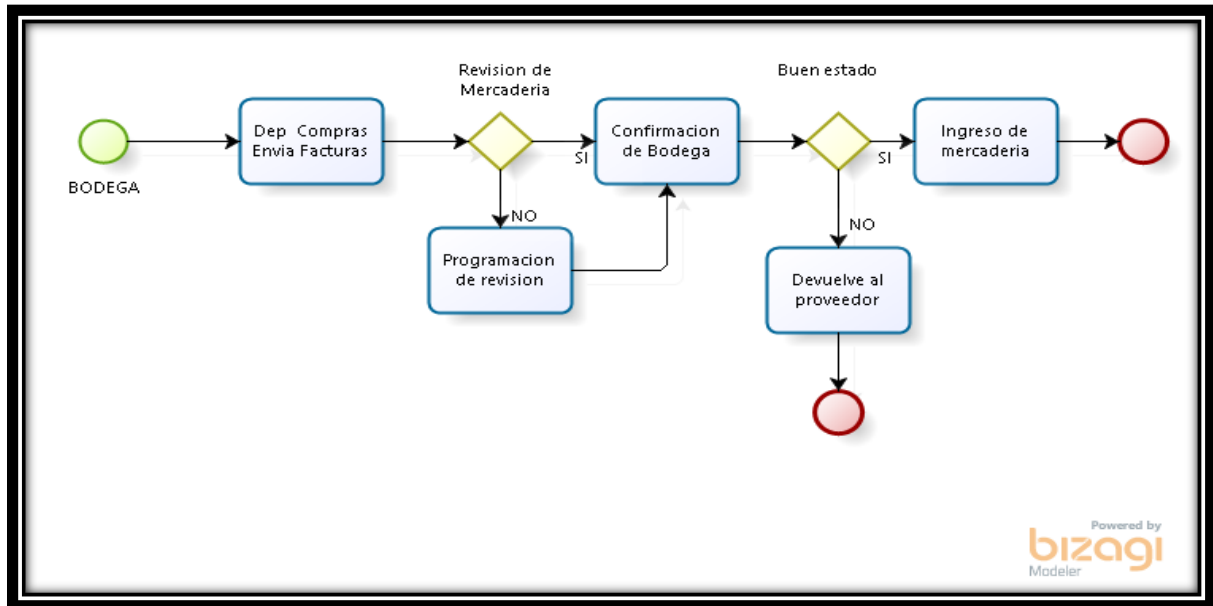 BODEGA
Dep Compras
Envia Facturas
Revision de
Mercaderia
SI
NO
Programacion
de revision
Confirmacion
de Bodega
Buen estado
SI
NO
Ingreso de
mercaderia
Devuelve al
proveedor
Powered by
bizagi
Modeler